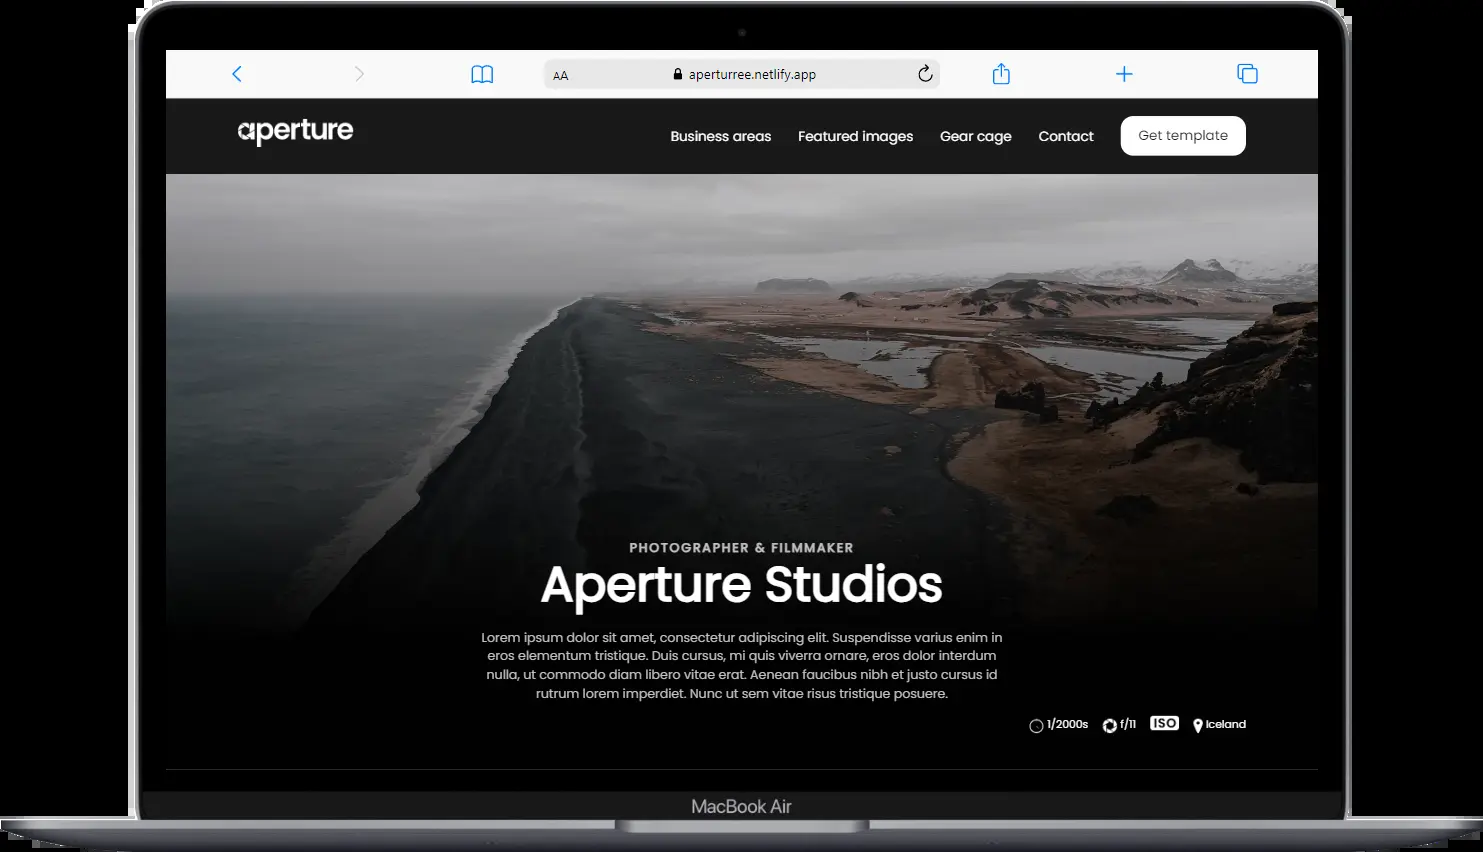 AA
aperturree.netlify.app
aperture
Business areas
Featured images
Gear cage
Contact
Get template
PHOTOGRAPHER & FILMMAKER
Aperture Studios
Lorem ipsum dolor sit amet, consectetur adipiscing elit. Suspendisse varius enim in
eros elementum tristique. Duis cursus, mi quis viverra ornare, eros dolor interdum
nulla, ut commodo diam libero vitae erat. Aenean faucibus nibh et justo cursus id
rutrum lorem imperdiet. Nunc ut sem vitae risus tristique posuere.
1/2000s
f/11
ISO
Iceland
MacBook Air